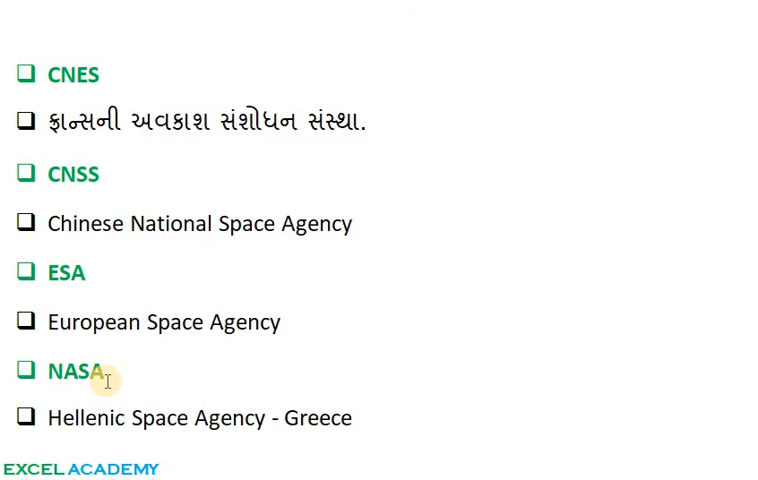 CNES
ફ્રાન્સની અવકાશ સંશોધન સંસ્થા.
CNSS
Chinese National Space Agency
ESA
European Space Agency
NASA
Hellenic Space Agency - Greece
EXCEL ACADEMY